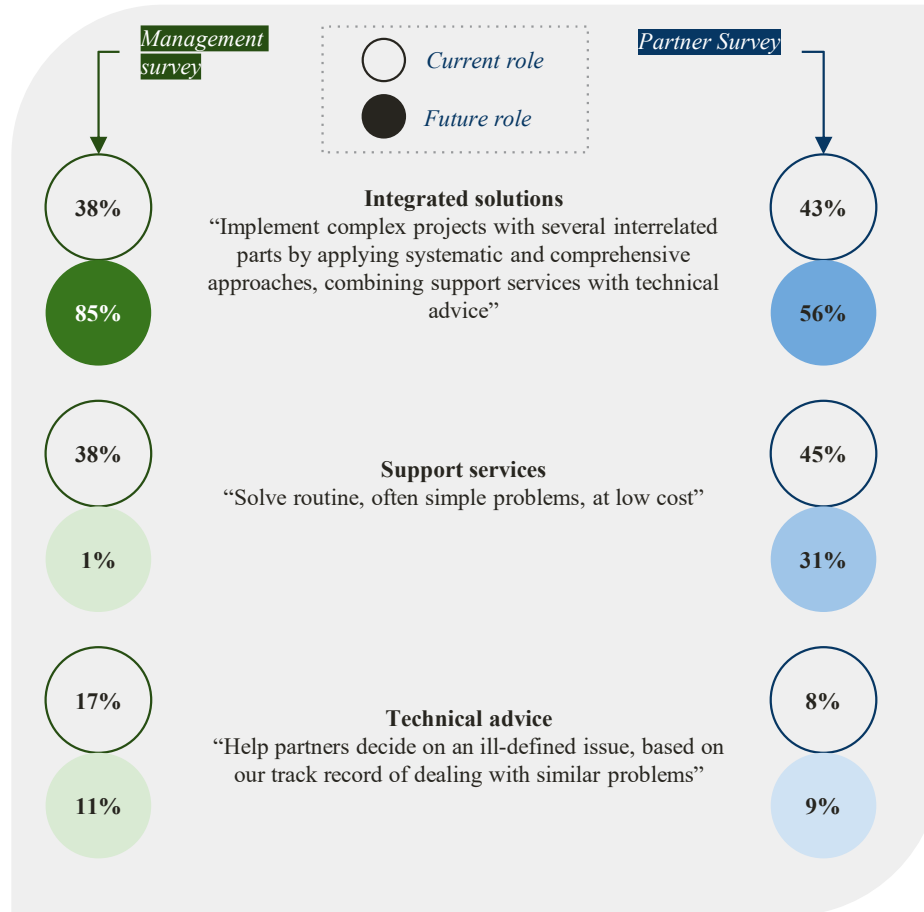 Management
survey
Current role
Future role
Partner Survey
38%
85%
Integrated solutions
“Implement complex projects with several interrelated
parts by applying systematic and comprehensive
approaches, combining support services with technical
advice”
43%
56%
38%
1%
Support services
“Solve routine, often simple problems, at low cost”
45%
31%
17%
11%
Technical advice
“Help partners decide on an ill-defined issue, based on
our track record of dealing with similar problems”
8%
9%